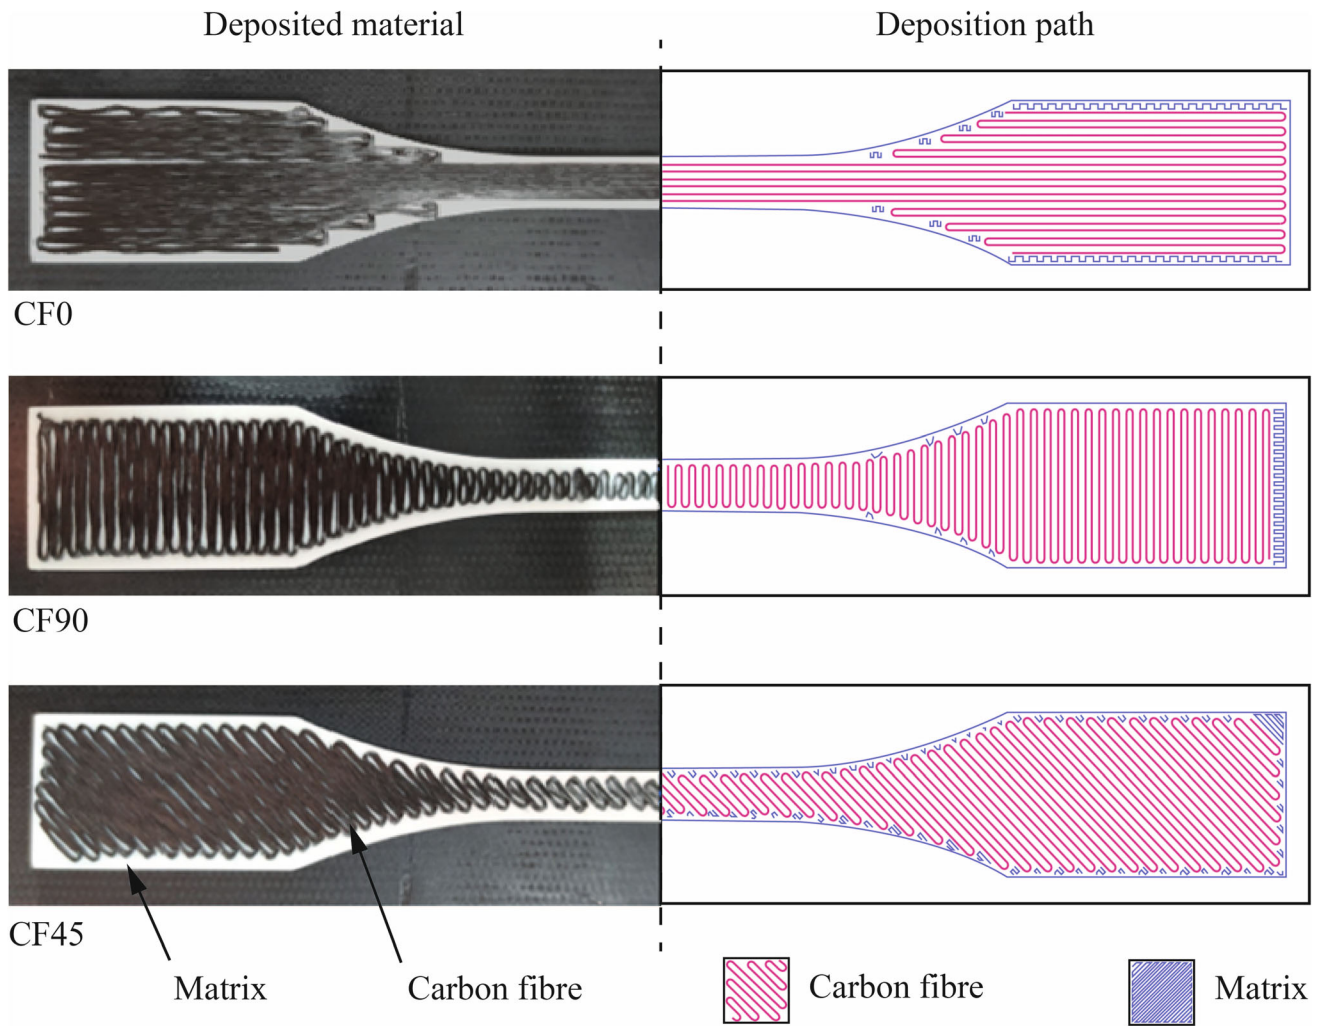 Deposited material
Deposition path
CF0
CF90
CF45
Matrix
Carbon fibre
Carbon fibre
Matrix